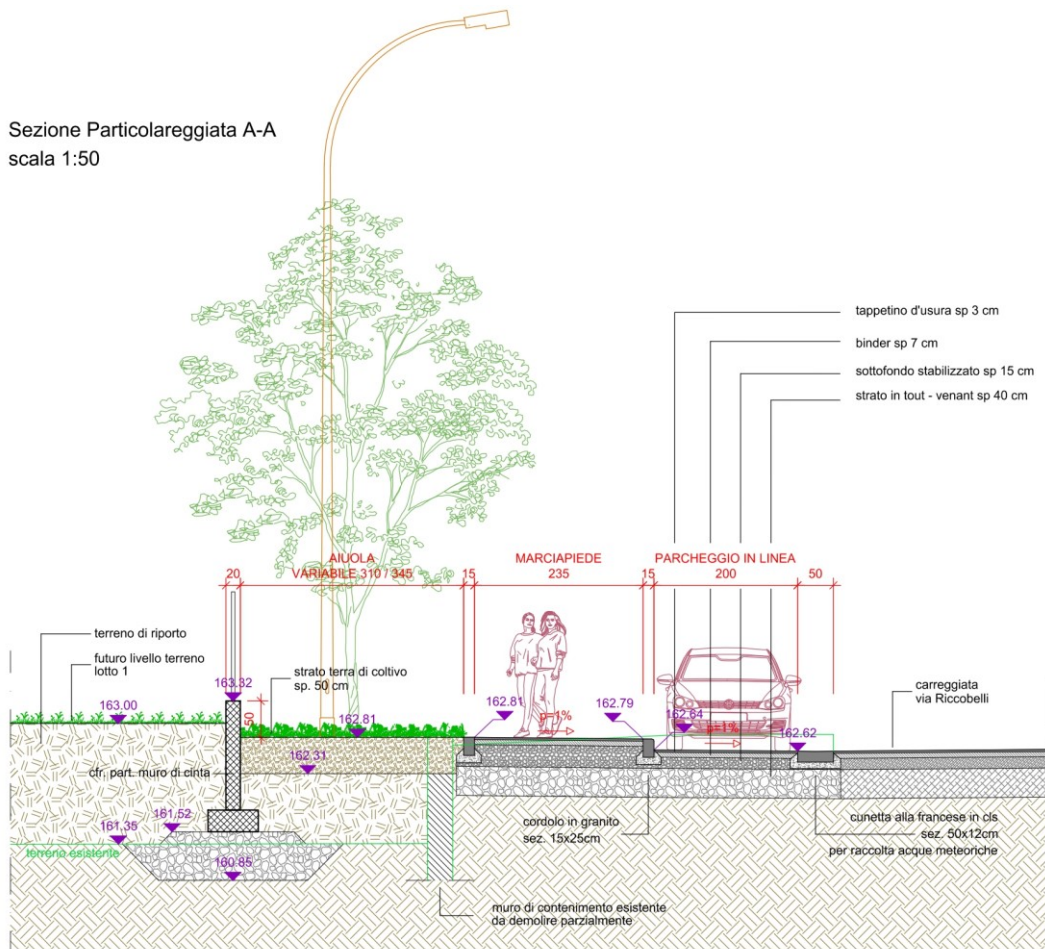 Sezione Particolareggiata A-A
scala 1:50
tappetino d'usura sp 3 cm
binder sp 7 cm
sottofondo stabilizzato sp 15 cm
strato in tout - venant sp 40 cm
AIUOLA
MARCIAPIEDE
PARCHEGGIO IN LINEA
20
VARIABILE 310 / 345
15
235
15
200
50
terreno di riporto
futuro livello terreno
lotto 1
strato terra di coltivo
sp. 50 cm
carreggiata
via Riccobelli
163.32
163.00
50
162.81
162.81
162.79
p=1%
162.64
p=1%
162.62
162.31
cfr. part. muro di cinta
161.52
161.35
terreno esistente
160.85
cordolo in granito
sez. 15x25cm
cunetta alla francese in cls
sez. 50x12cm
per raccolta acque meteoriche
muro di contenimento esistente
da demolire parzialmente